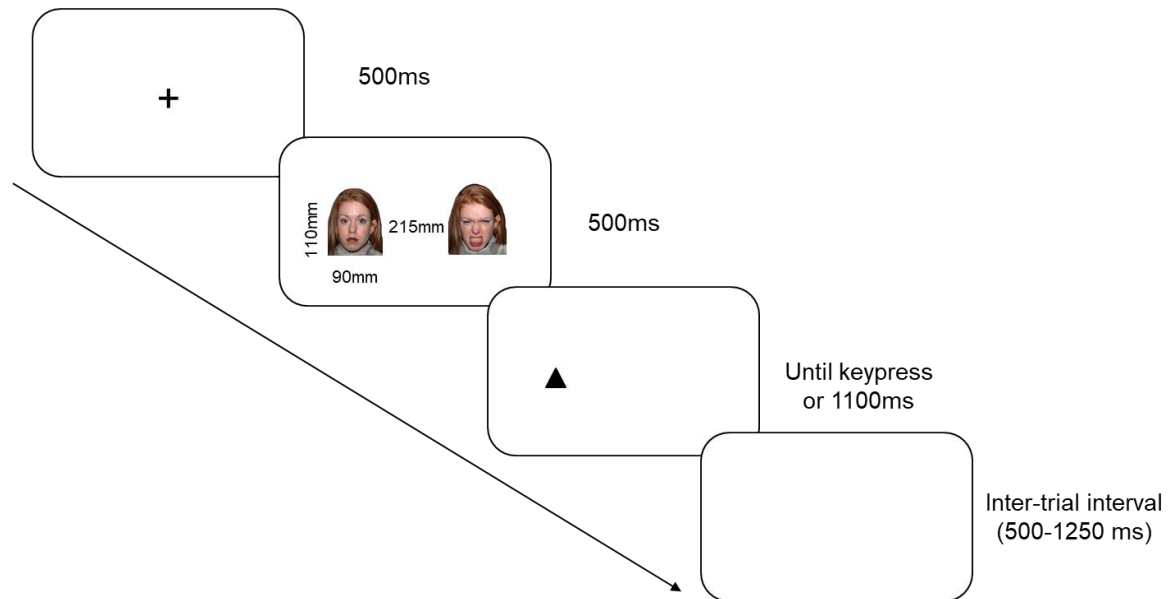 +
500ms
110mm
215mm
90mm
500ms
Until keypress
or 1100ms
Inter-trial interval
(500-1250 ms)